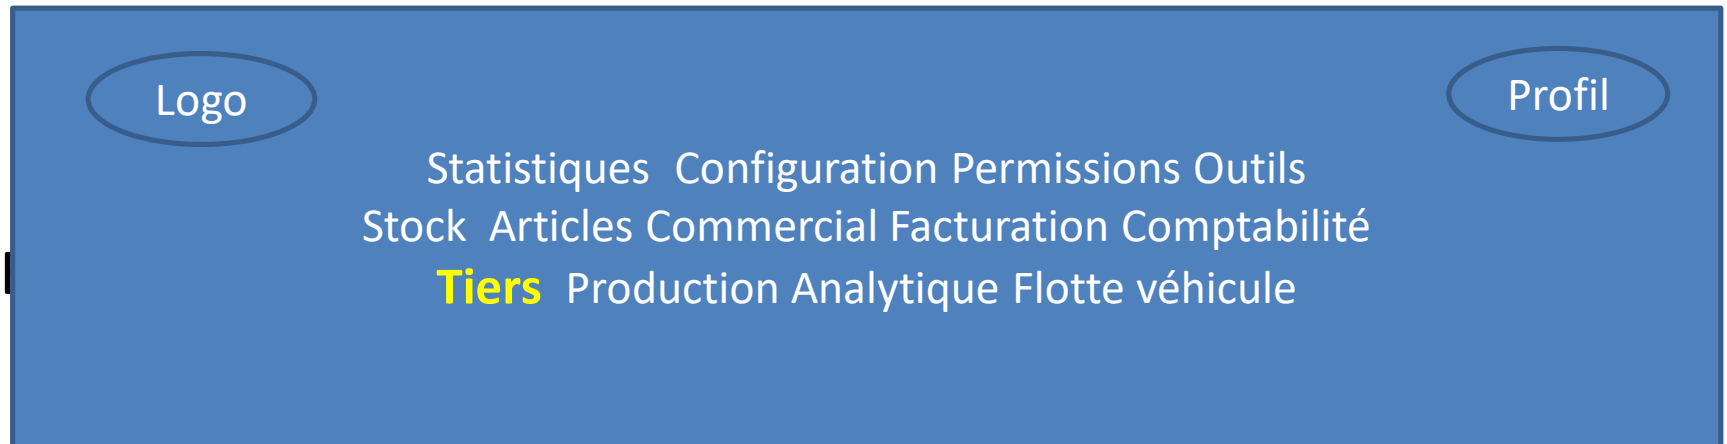 Logo
Profil
Statistiques  Configuration Permissions Outils
Stock  Articles Commercial Facturation Comptabilité
Tiers  Production Analytique Flotte véhicule